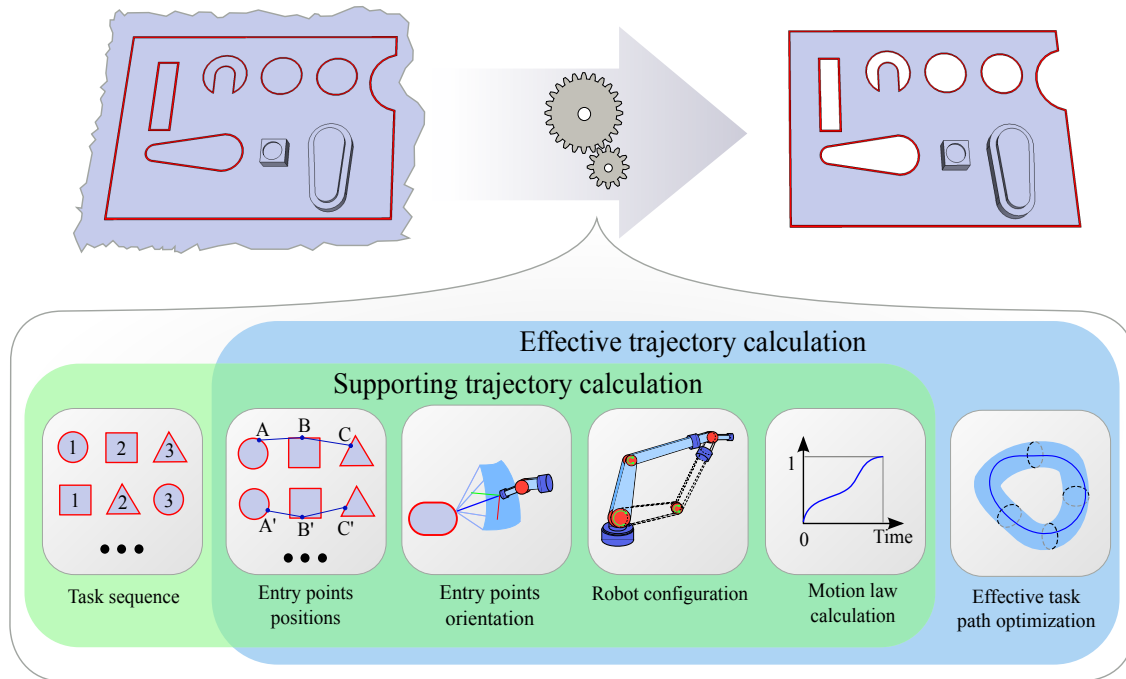 Effective trajectory calculation
Supporting trajectory calculation
1 2 3
1 2 3
Task sequence
A B C
A' B' C'
Entry points
positions
Entry points
orientation
Robot configuration
1
0 Time
Motion law
calculation
Effective task
path optimization